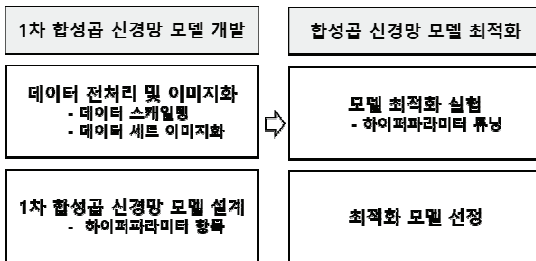 1차 합성곱 신경망 모델 개발
데이터 전처리 및 이미지화
- 데이터 스케일링
- 데이터 세트 이미지화
1차 합성곱 신경망 모델 설계
- 하이퍼파라미터 항목
합성곱 신경망 모델 최적화
모델 최적화 실험
- 하이퍼파라미터 튜닝
최적화 모델 선정